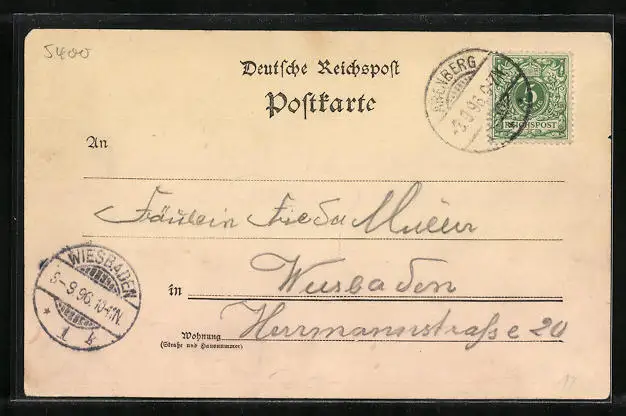 5400
Deutsche Reichspost
Postkarte
5
REICHSPOST
An
Fräulein Frieda Müller
WIESBADEN
8-9.96.10-11N.
in Wiesbaden
Wohnung
(Straße und Hausnummer)
Herrmannstraße 20